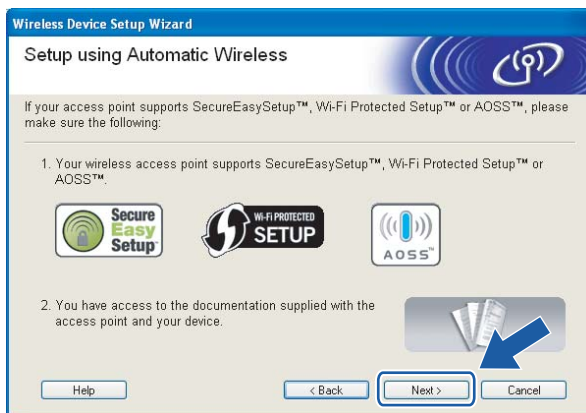 Wireless Device Setup Wizard
Setup using Automatic Wireless
If your access point supports SecureEasySetup™, Wi-Fi Protected Setup™ or AOSS™, please
make sure the following:
1. Your wireless access point supports SecureEasySetup™, Wi-Fi Protected Setup™ or
AOSS™.
Secure
Easy
Setup™
Wi-Fi PROTECTED
SETUP
AOSS™
2. You have access to the documentation supplied with the
access point and your device.
Help
< Back
Next >
Cancel